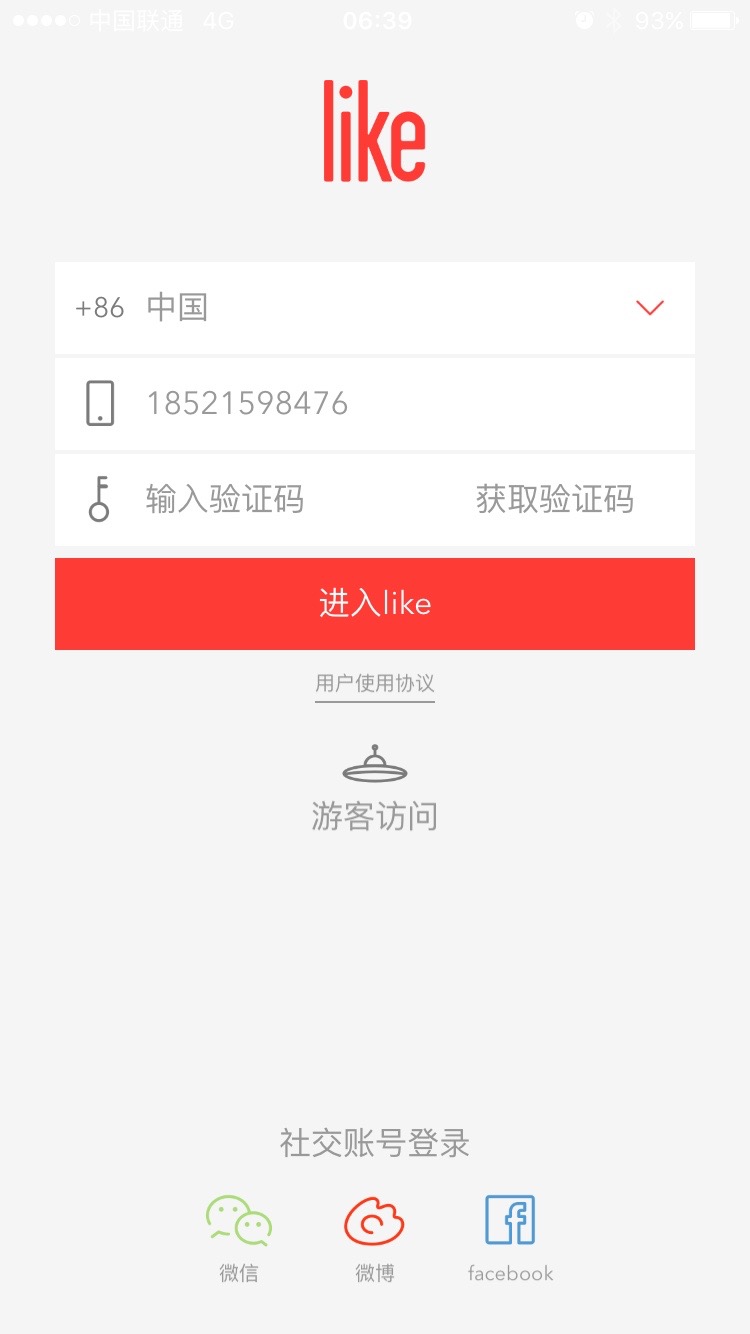 中国联通 4G 06:39 93%
like
+86 中国
18521598476
输入验证码 获取验证码
进入like
用户使用协议
游客访问
社交账号登录
微信 微博 facebook